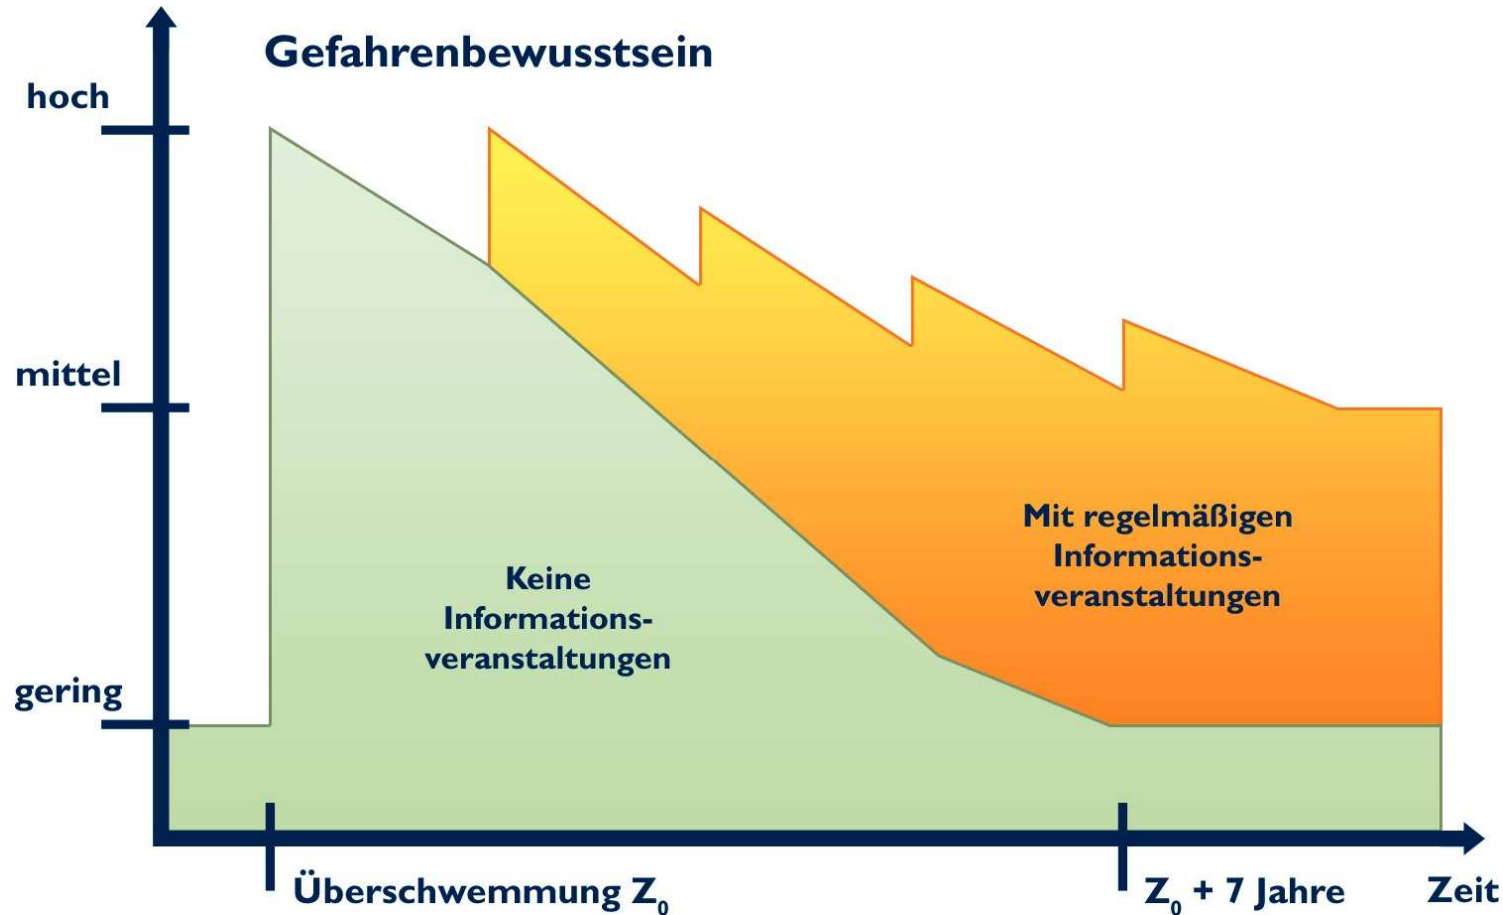 Gefahrenbewusstsein
hoch
mittel
gering
Keine
Informations-
veranstaltungen
Mit regelmäßigen
Informations-
veranstaltungen
Überschwemmung Z₀
Z₀ + 7 Jahre
Zeit